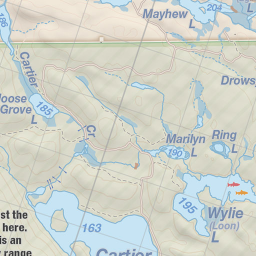 Mayhew L
204
Cartier
Moose
Grove
L
185
Cr.
Drows
Marilyn
L
190
Ring
L
195
Wylie
(Loon) L
163
Cartier
st the
here.
is an
range